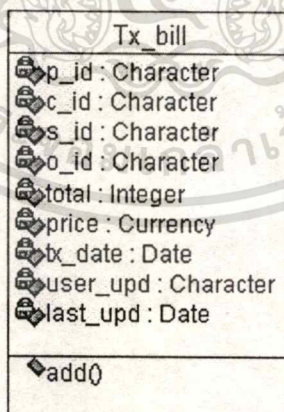 Tx_bill
p_id : Character
c_id : Character
s_id : Character
o_id : Character
total : Integer
price : Currency
tx_date : Date
user_upd : Character
last_upd : Date
add()